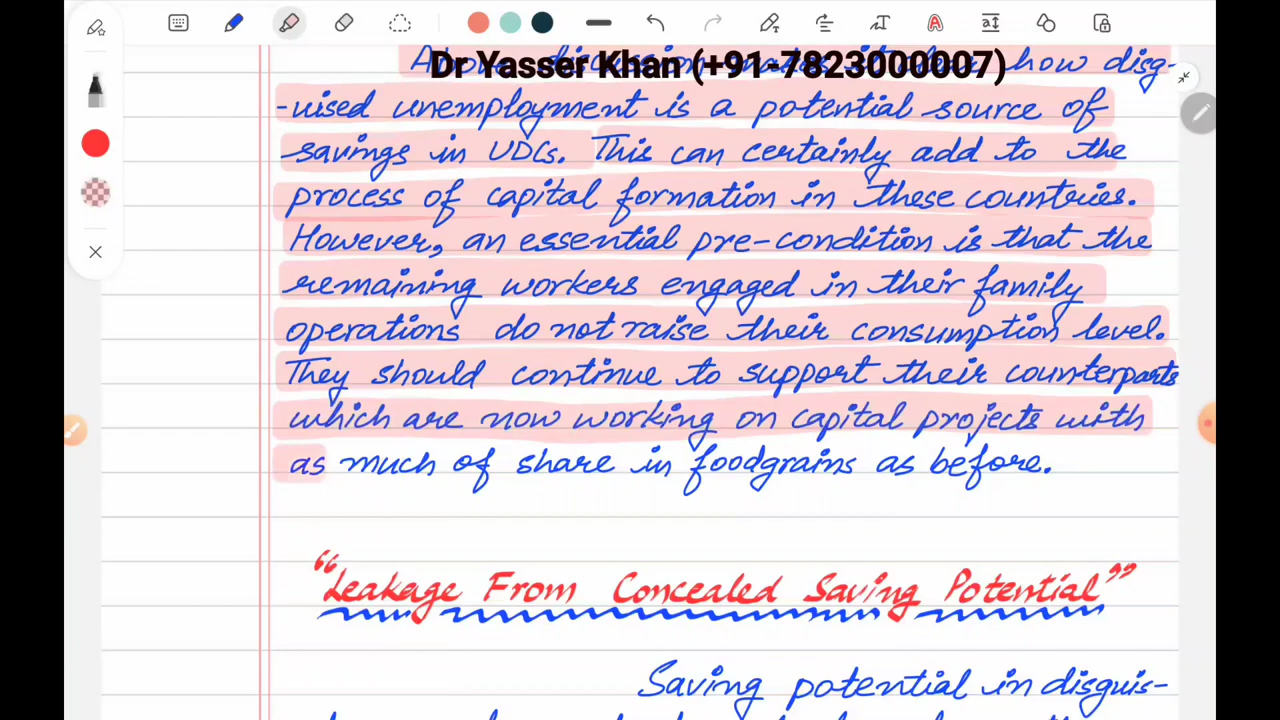 Dr Yasser Khan (+91-7823000007)
how disg-
-uised unemployment is a potential source of
savings in UDCs. This can certainly add to the
process of capital formation in these countries.
However, an essential pre-condition is that the
remaining workers engaged in their family
operations do not raise their consumption level.
They should continue to support their counterparts
which are now working on capital projects with
as much of share in foodgrains as before.
"Leakage From Concealed Saving Potential"
Saving potential in disguis-